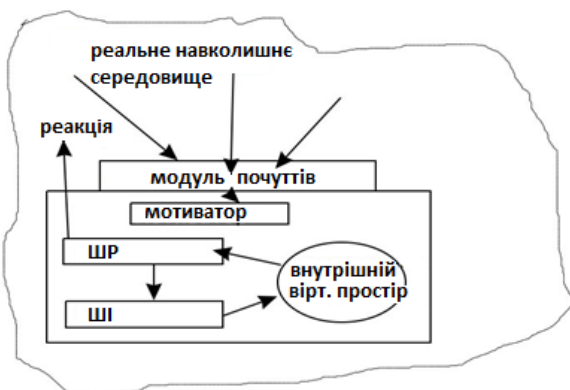 реальне навколишнє
середовище
реакція
модуль почуттів
мотиватор
ШР
внутрішній
вірт. простір
ШІ